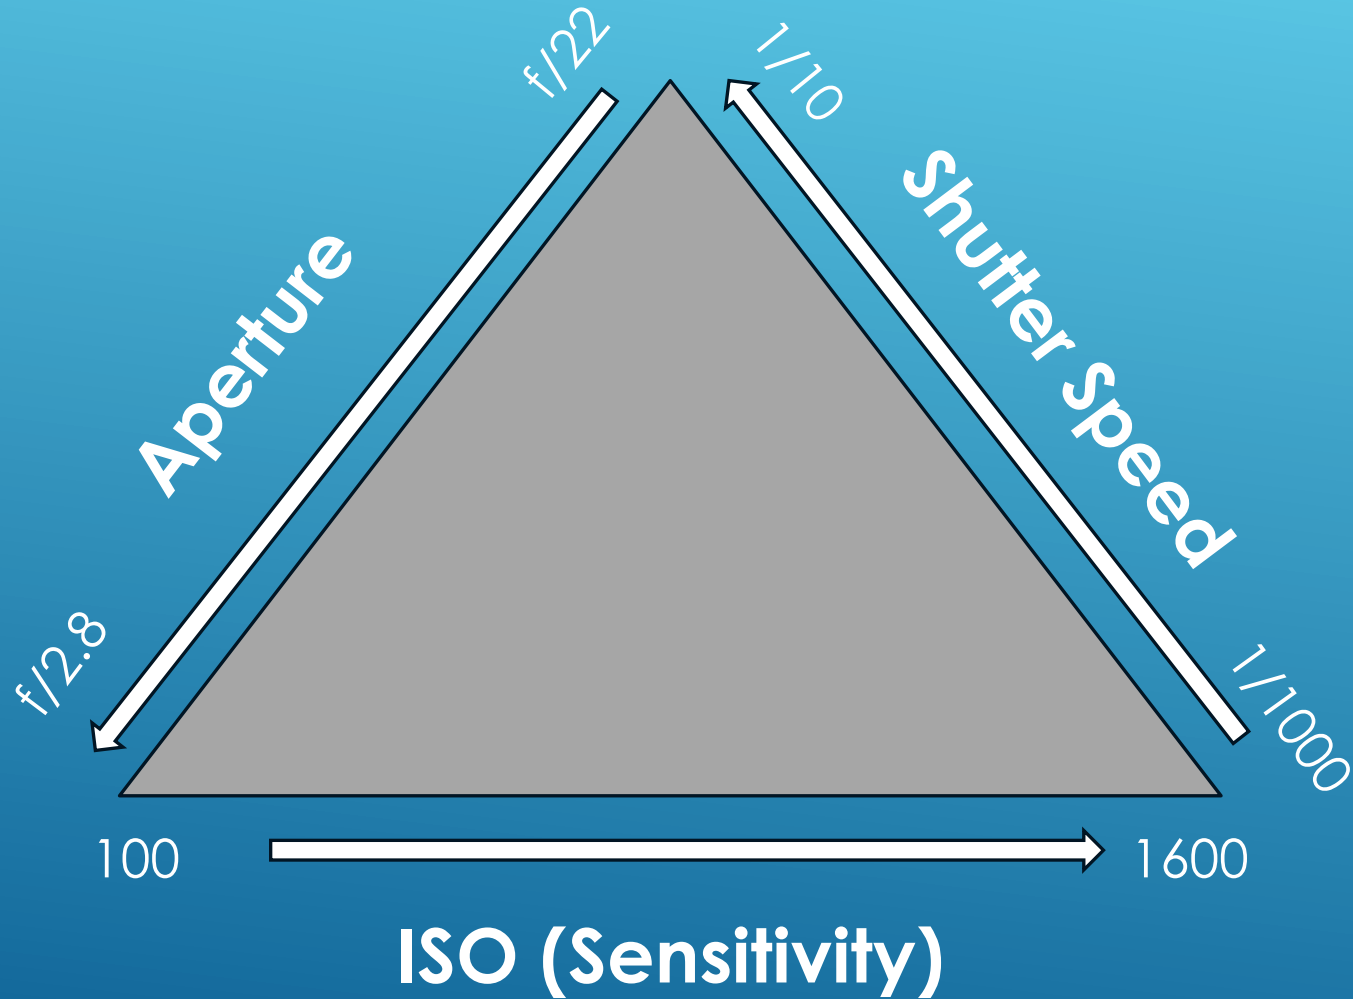 f/22
1/10
Aperture
Shutter Speed
f/2.8
1/1000
100
1600
ISO (Sensitivity)